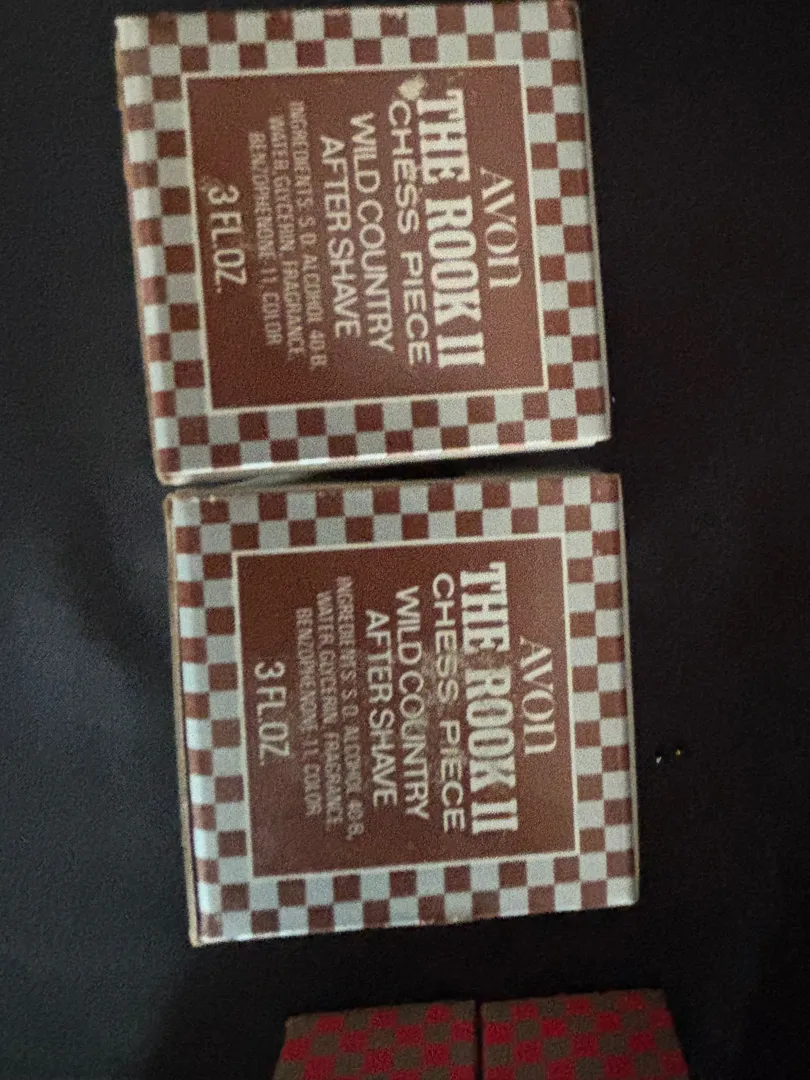 AVON
THE ROOK II
CHESS PIECE
WILD COUNTRY
AFTER SHAVE
INGREDIENTS: S.D. ALCOHOL 40 B,
WATER, GLYCERIN, FRAGRANCE,
BENZOPHENONE-11, COLOR
3 FL. OZ.
AVON
THE ROOK II
CHESS PIECE
WILD COUNTRY
AFTER SHAVE
INGREDIENTS: S.D. ALCOHOL 40 B,
WATER, GLYCERIN, FRAGRANCE,
BENZOPHENONE-11, COLOR
3 FL. OZ.